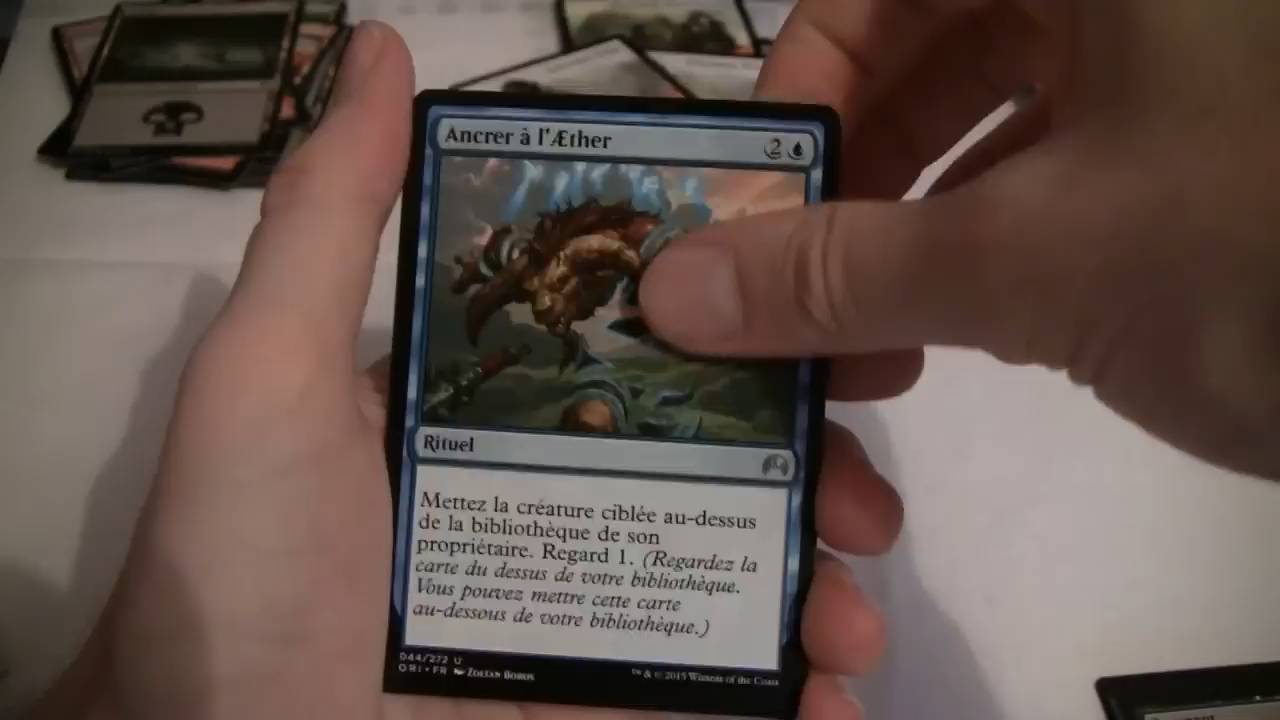 Ancrer à l'Æther
2
Rituel
Mettez la créature ciblée au-dessus
de la bibliothèque de son
propriétaire. Regard 1. (Regardez la
carte du dessus de votre bibliothèque.
Vous pouvez mettre cette carte
au-dessous de votre bibliothèque.)
044/272 U
ORI • FR Zoltan Boros
™ & © 2015 Wizards of the Coast